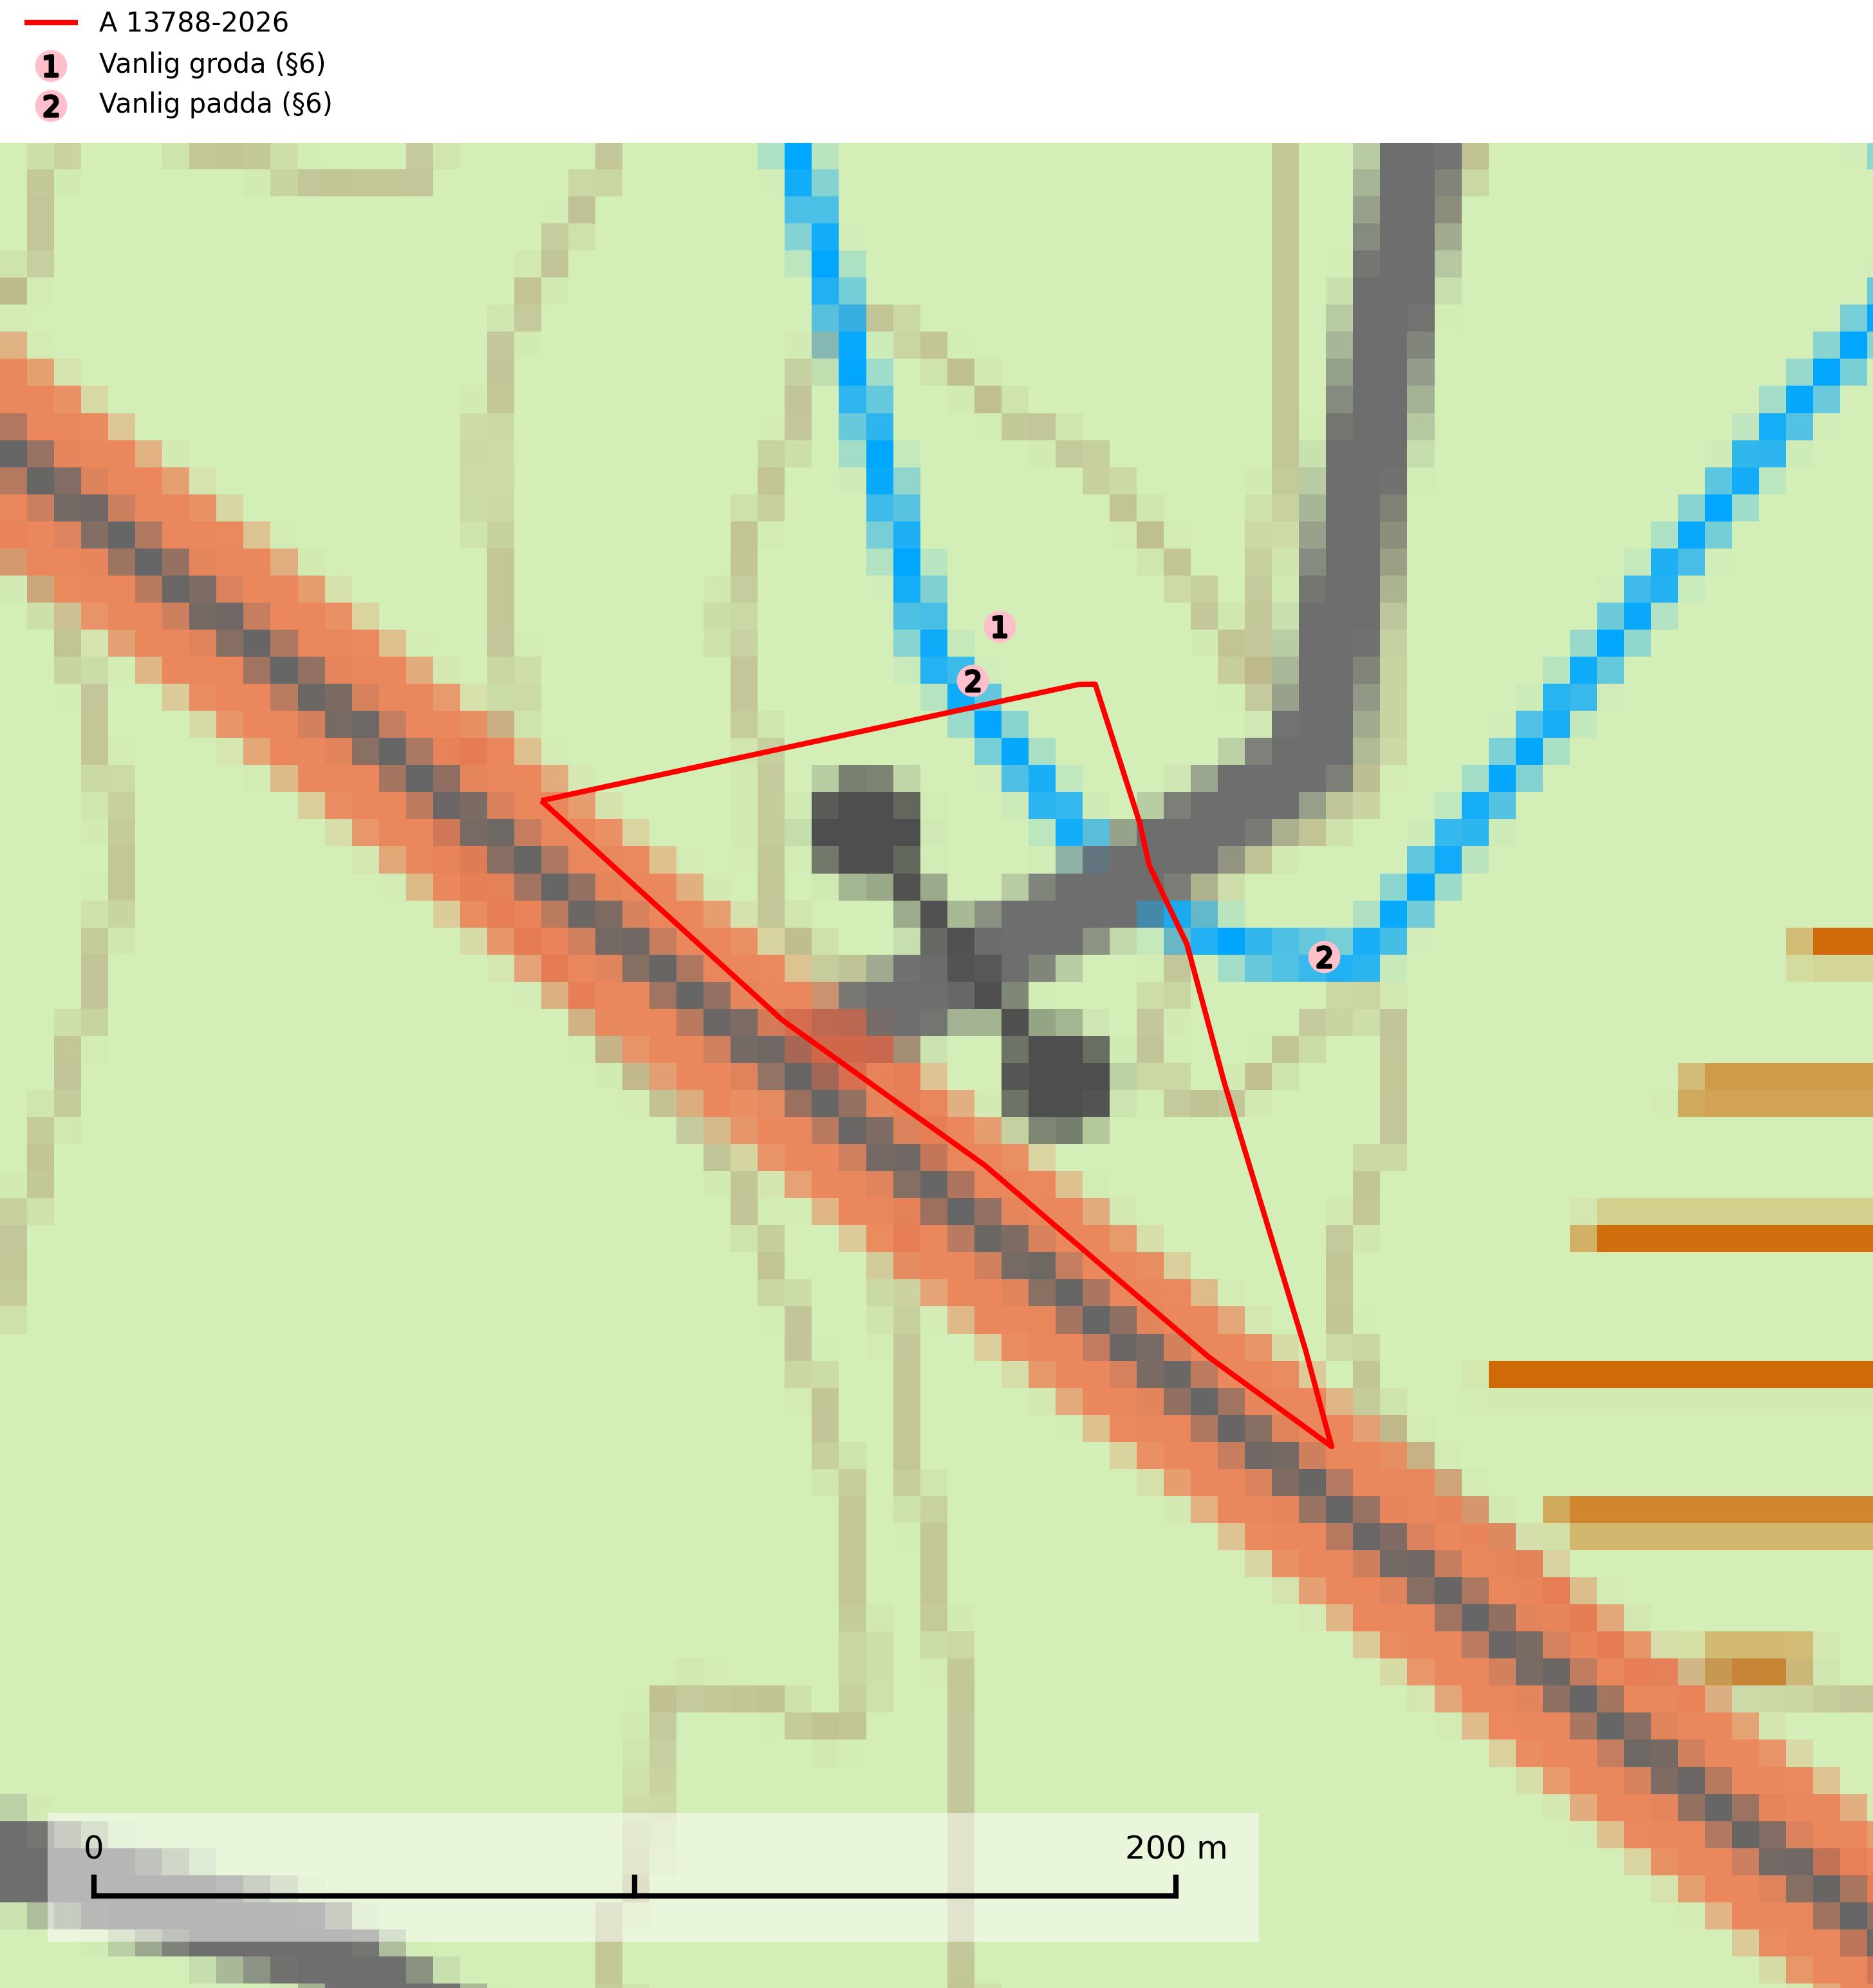 A 13788-2026
1 Vanlig groda (§6)
2 Vanlig padda (§6)
1
2
2
0 200 m